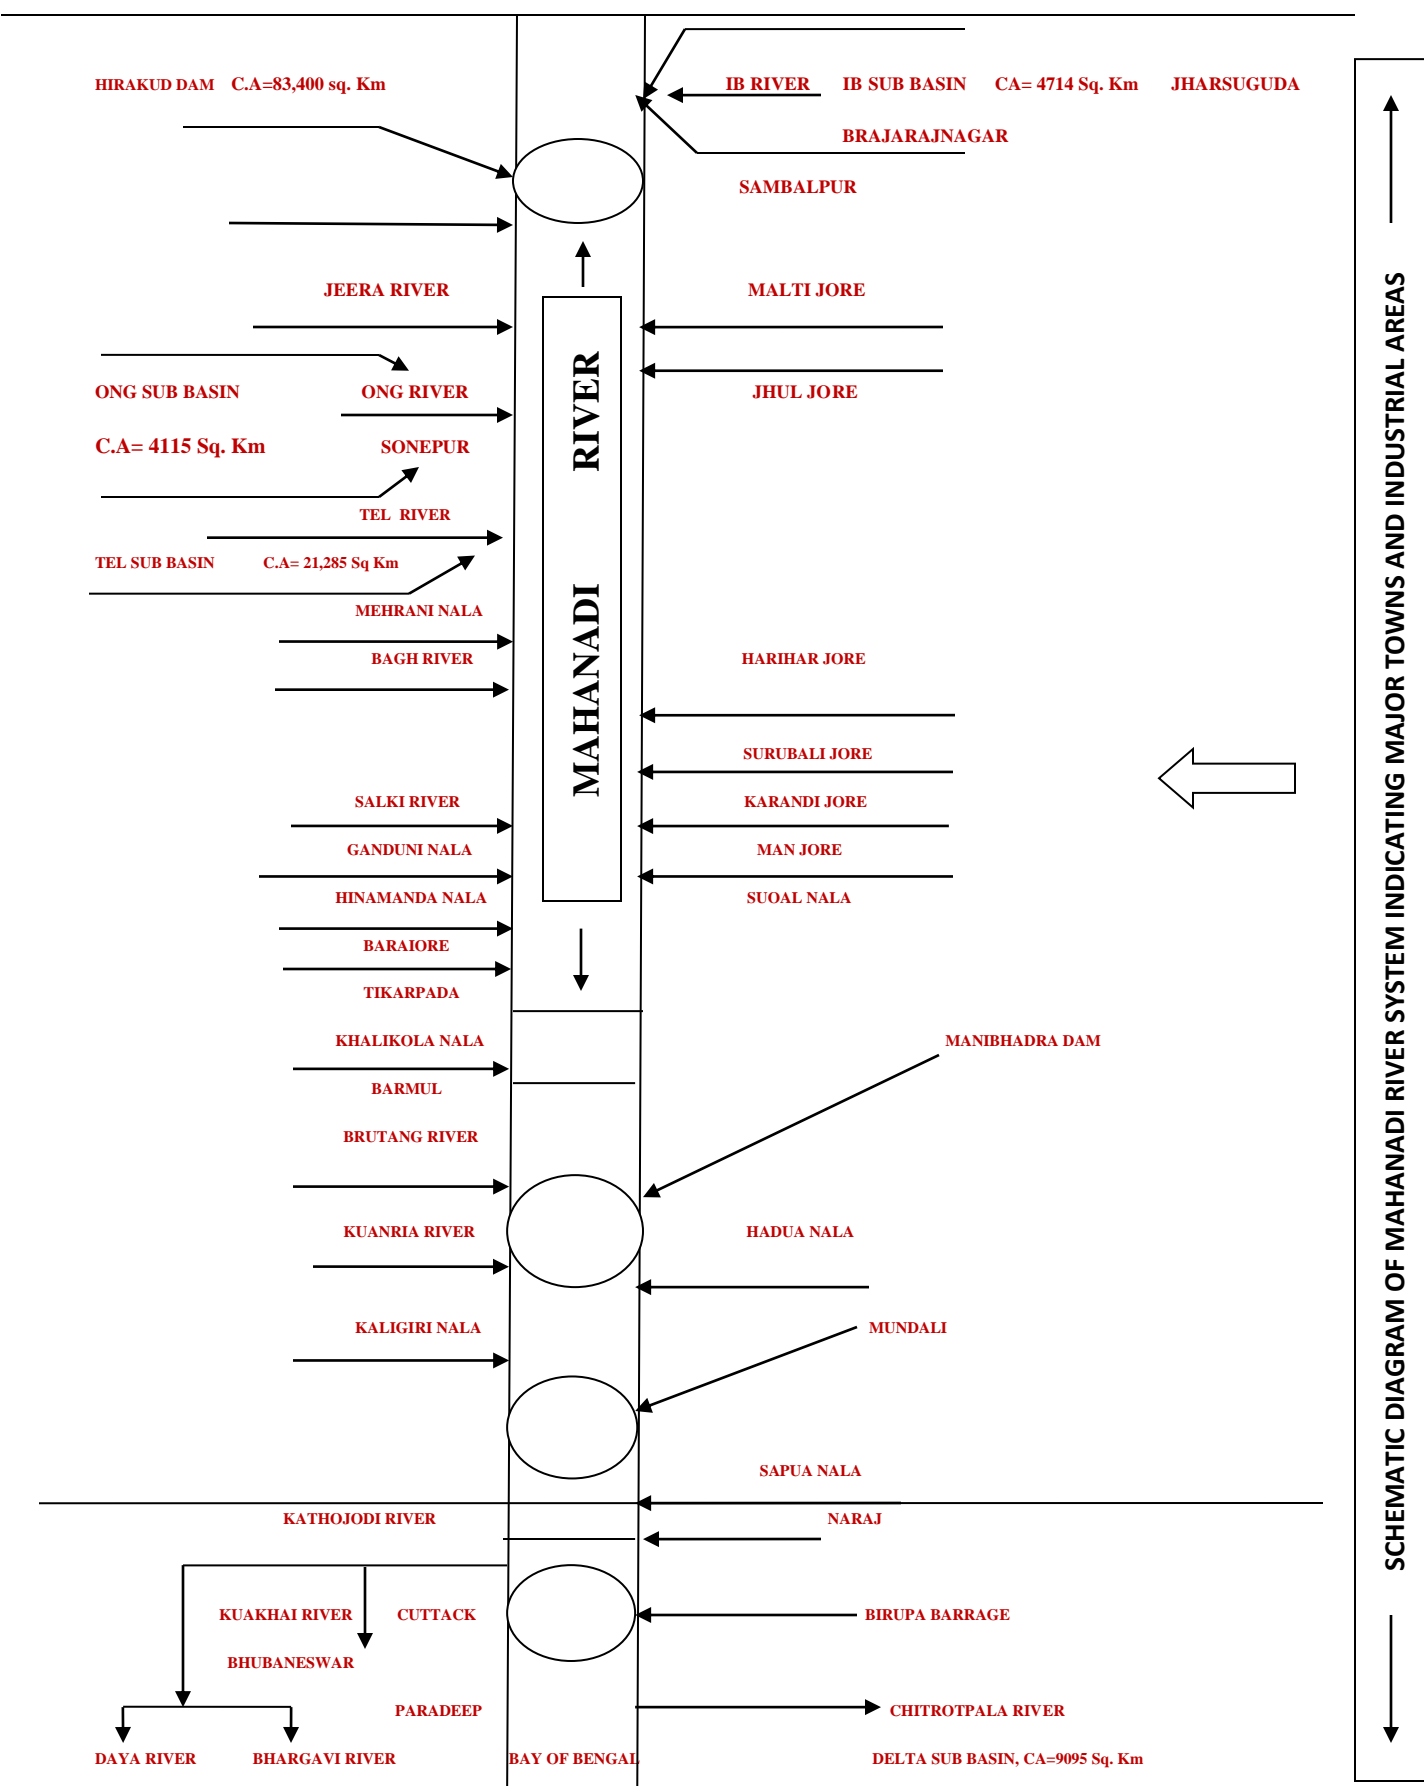 HIRAKUD DAM C.A=83,400 sq. Km IB RIVER IB SUB BASIN CA= 4714 Sq. Km JHARSUGUDA
BRAJARAJNAGAR
SAMBALPUR
JEERA RIVER MALTI JORE
ONG SUB BASIN ONG RIVER JHUL JORE
C.A= 4115 Sq. Km SONEPUR
TEL RIVER
TEL SUB BASIN C.A= 21,285 Sq Km
MEHRANI NALA
BAGH RIVER HARIHAR JORE
SURUBALI JORE
SALKI RIVER KARANDI JORE
GANDUNI NALA MAN JORE
HINAMANDA NALA SUOAL NALA
BARAIORE
TIKARPADA
KHALIKOLA NALA MANIBHADRA DAM
BARMUL
BRUTANG RIVER
KUANRIA RIVER HADUA NALA
KALIGIRI NALA MUNDALI
SAPUA NALA
KATHOJODI RIVER NARAJ
KUAKHAI RIVER CUTTACK BIRUPA BARRAGE
BHUBANESWAR
PARADEEP CHITROTPALA RIVER
DAYA RIVER BHARGAVI RIVER BAY OF BENGAL DELTA SUB BASIN, CA=9095 Sq. Km
MAHANADI RIVER
SCHEMATIC DIAGRAM OF MAHANADI RIVER SYSTEM INDICATING MAJOR TOWNS AND INDUSTRIAL AREAS